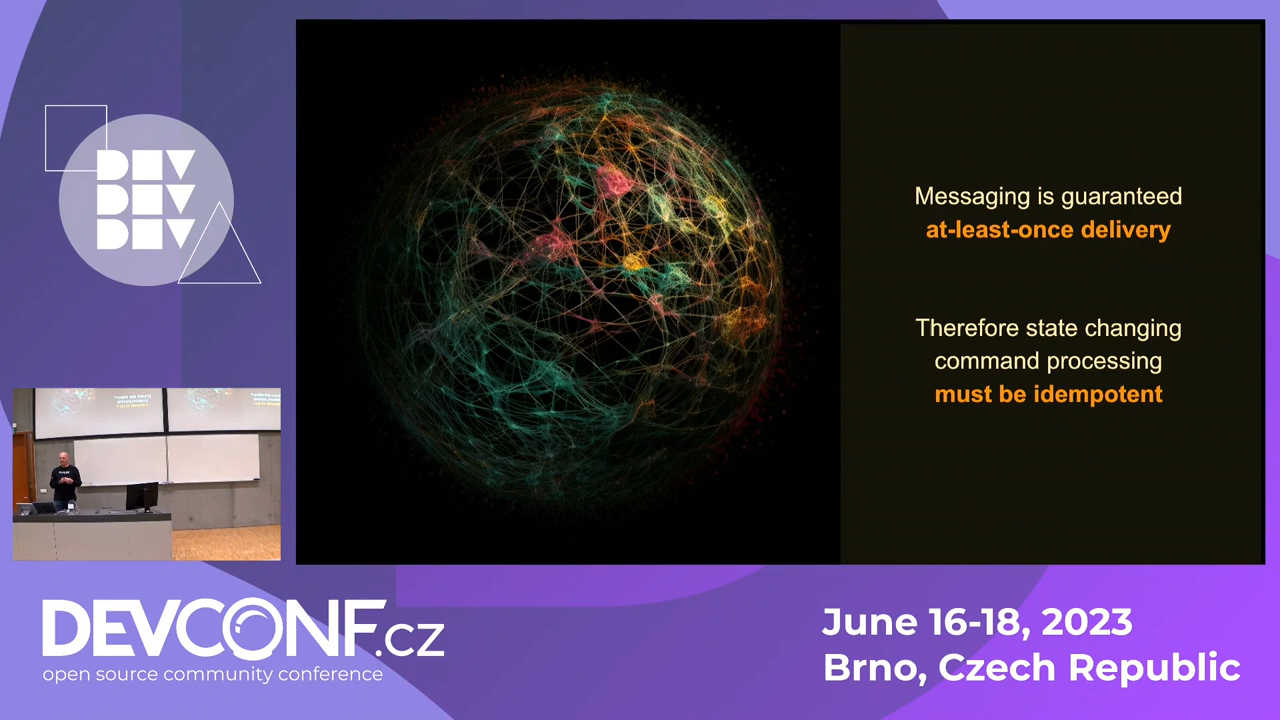 DEV
DEV
DEV
Messaging is guaranteed
at-least-once delivery
Therefore state changing
command processing
must be idempotent
DEVCONF.cz
open source community conference
June 16-18, 2023
Brno, Czech Republic